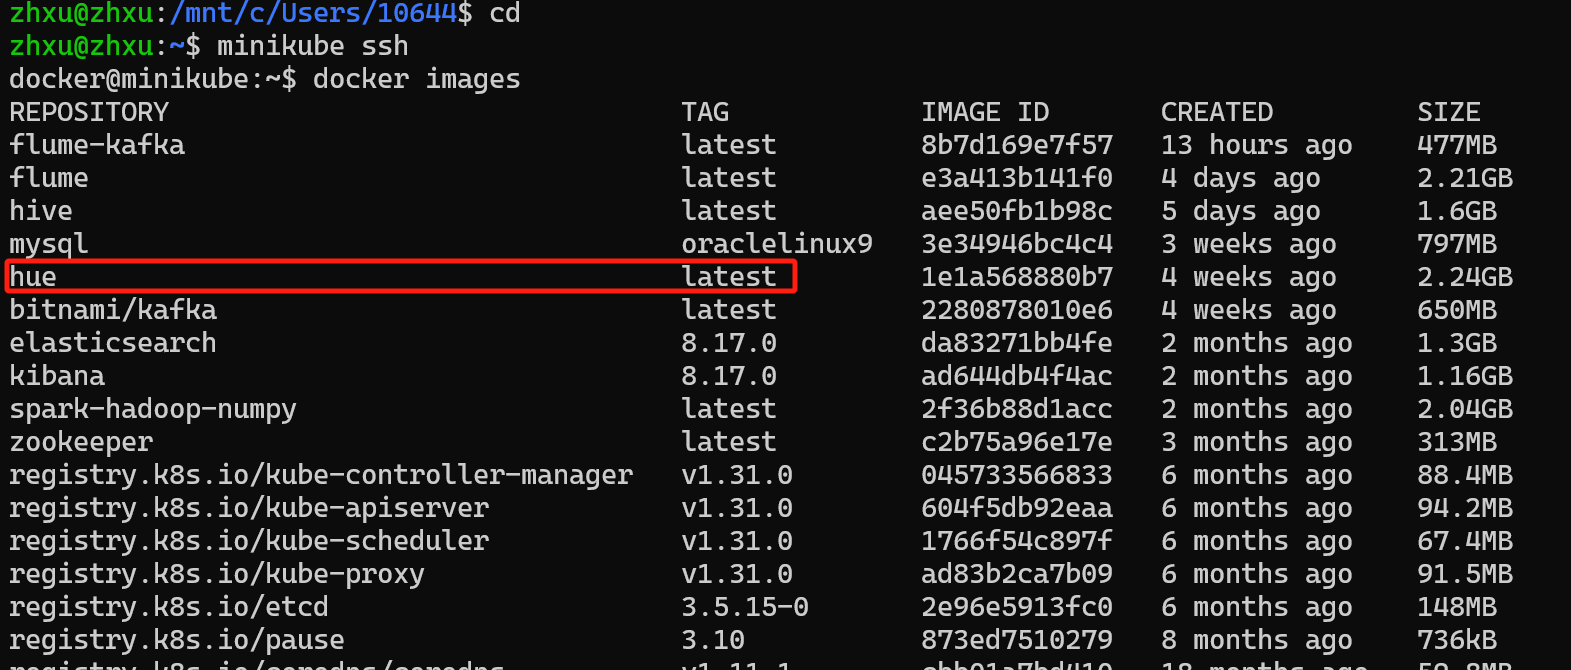 zhxu@zhxu:/mnt/c/Users/10644$ cd
zhxu@zhxu:~$ minikube ssh
docker@minikube:~$ docker images
REPOSITORY TAG IMAGE ID CREATED SIZE
flume-kafka latest 8b7d169e7f57 13 hours ago 477MB
flume latest e3a413b141f0 4 days ago 2.21GB
hive latest aee50fb1b98c 5 days ago 1.6GB
mysql oraclelinux9 3e34946bc4c4 3 weeks ago 797MB
hue latest 1e1a568880b7 4 weeks ago 2.24GB
bitnami/kafka latest 2280878010e6 4 weeks ago 650MB
elasticsearch 8.17.0 da83271bb4fe 2 months ago 1.3GB
kibana 8.17.0 ad644db4f4ac 2 months ago 1.16GB
spark-hadoop-numpy latest 2f36b88d1acc 2 months ago 2.04GB
zookeeper latest c2b75a96e17e 3 months ago 313MB
registry.k8s.io/kube-controller-manager v1.31.0 045733566833 6 months ago 88.4MB
registry.k8s.io/kube-apiserver v1.31.0 604f5db92eaa 6 months ago 94.2MB
registry.k8s.io/kube-scheduler v1.31.0 1766f54c897f 6 months ago 67.4MB
registry.k8s.io/kube-proxy v1.31.0 ad83b2ca7b09 6 months ago 91.5MB
registry.k8s.io/etcd 3.5.15-0 2e96e5913fc0 6 months ago 148MB
registry.k8s.io/pause 3.10 873ed7510279 8 months ago 736kB